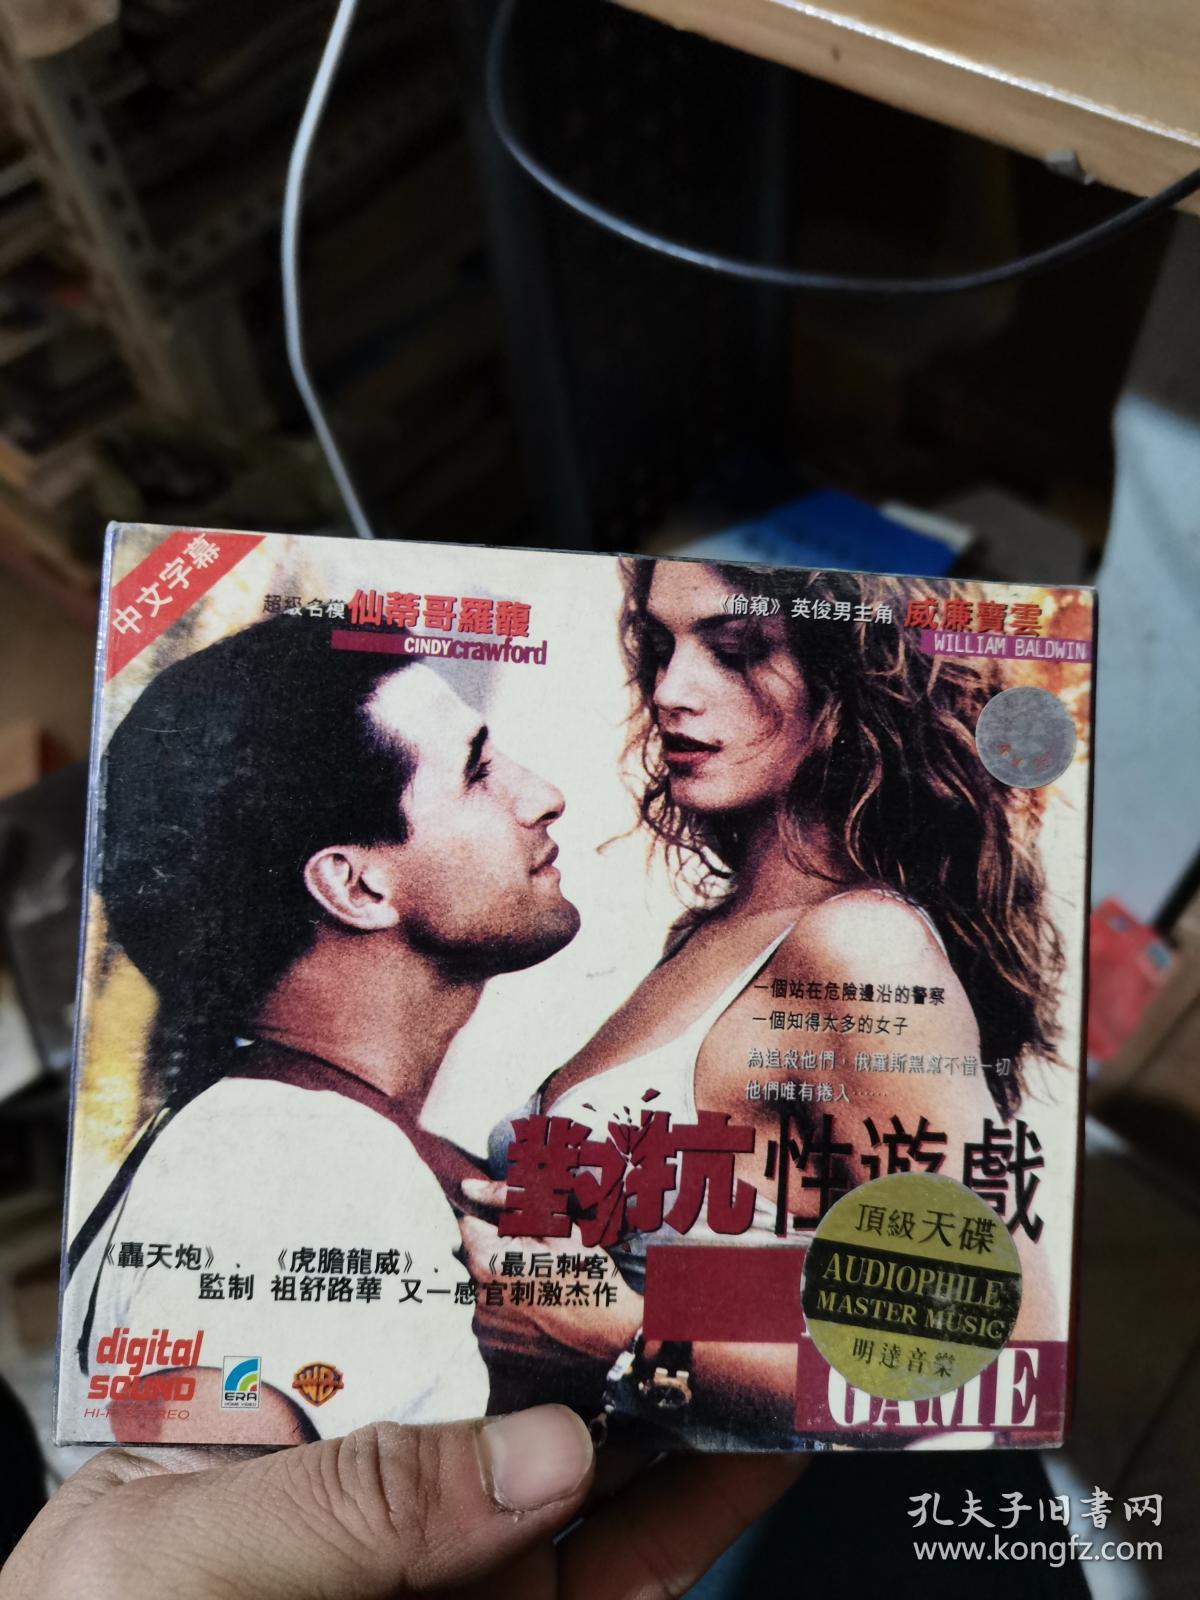 中文字幕
超級名模 仙蒂哥羅馥
CINDY crawford
《偷窺》英俊男主角 威廉寶雲
WILLIAM BALDWIN
一個站在危險邊沿的警察
一個知得太多的女子
為追殺他們，俄羅斯黑幫不惜一切，
他們唯有捲入……
對抗性遊戲
GAME
頂級天碟
AUDIOPHILE
MASTER MUSIC
明達音樂
《轟天炮》、《虎膽龍威》、《最后刺客》
監制 祖舒路華 又一感官刺激杰作
digital
SOUND
HI-FI STEREO
ERA
HOME VIDEO
WB
孔夫子旧書网
www.kongfz.com